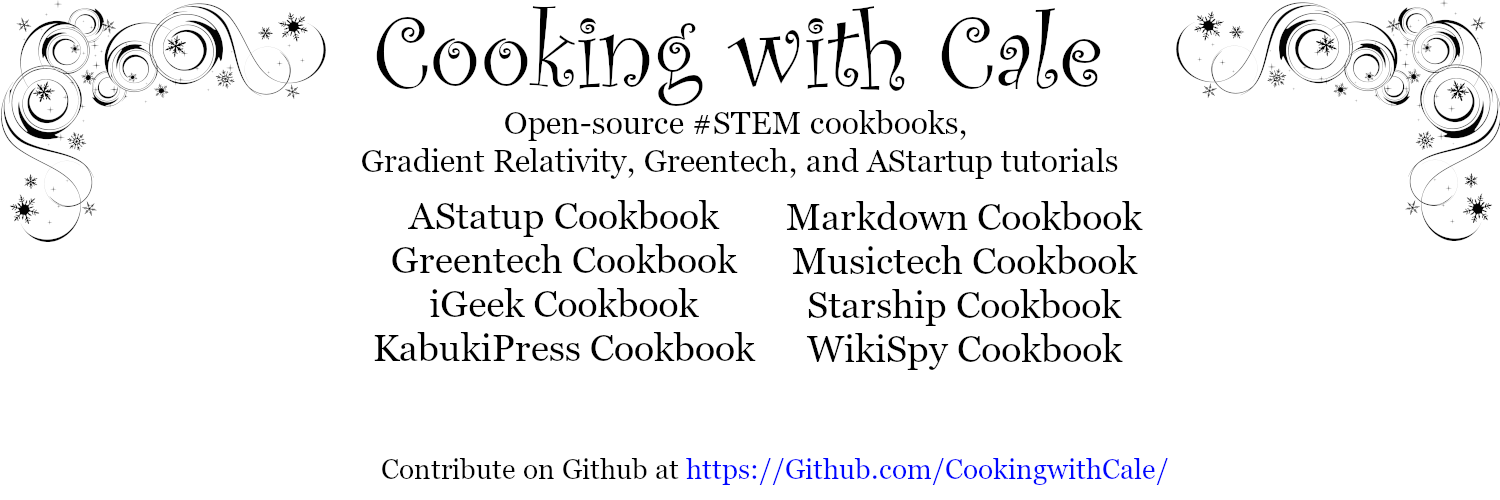 Cooking with Cale
Open-source #STEM cookbooks,
Gradient Relativity, Greentech, and AStartup tutorials
AStatup Cookbook
Greentech Cookbook
iGeek Cookbook
KabukiPress Cookbook
Markdown Cookbook
Musictech Cookbook
Starship Cookbook
WikiSpy Cookbook
Contribute on Github at https://Github.com/CookingwithCale/